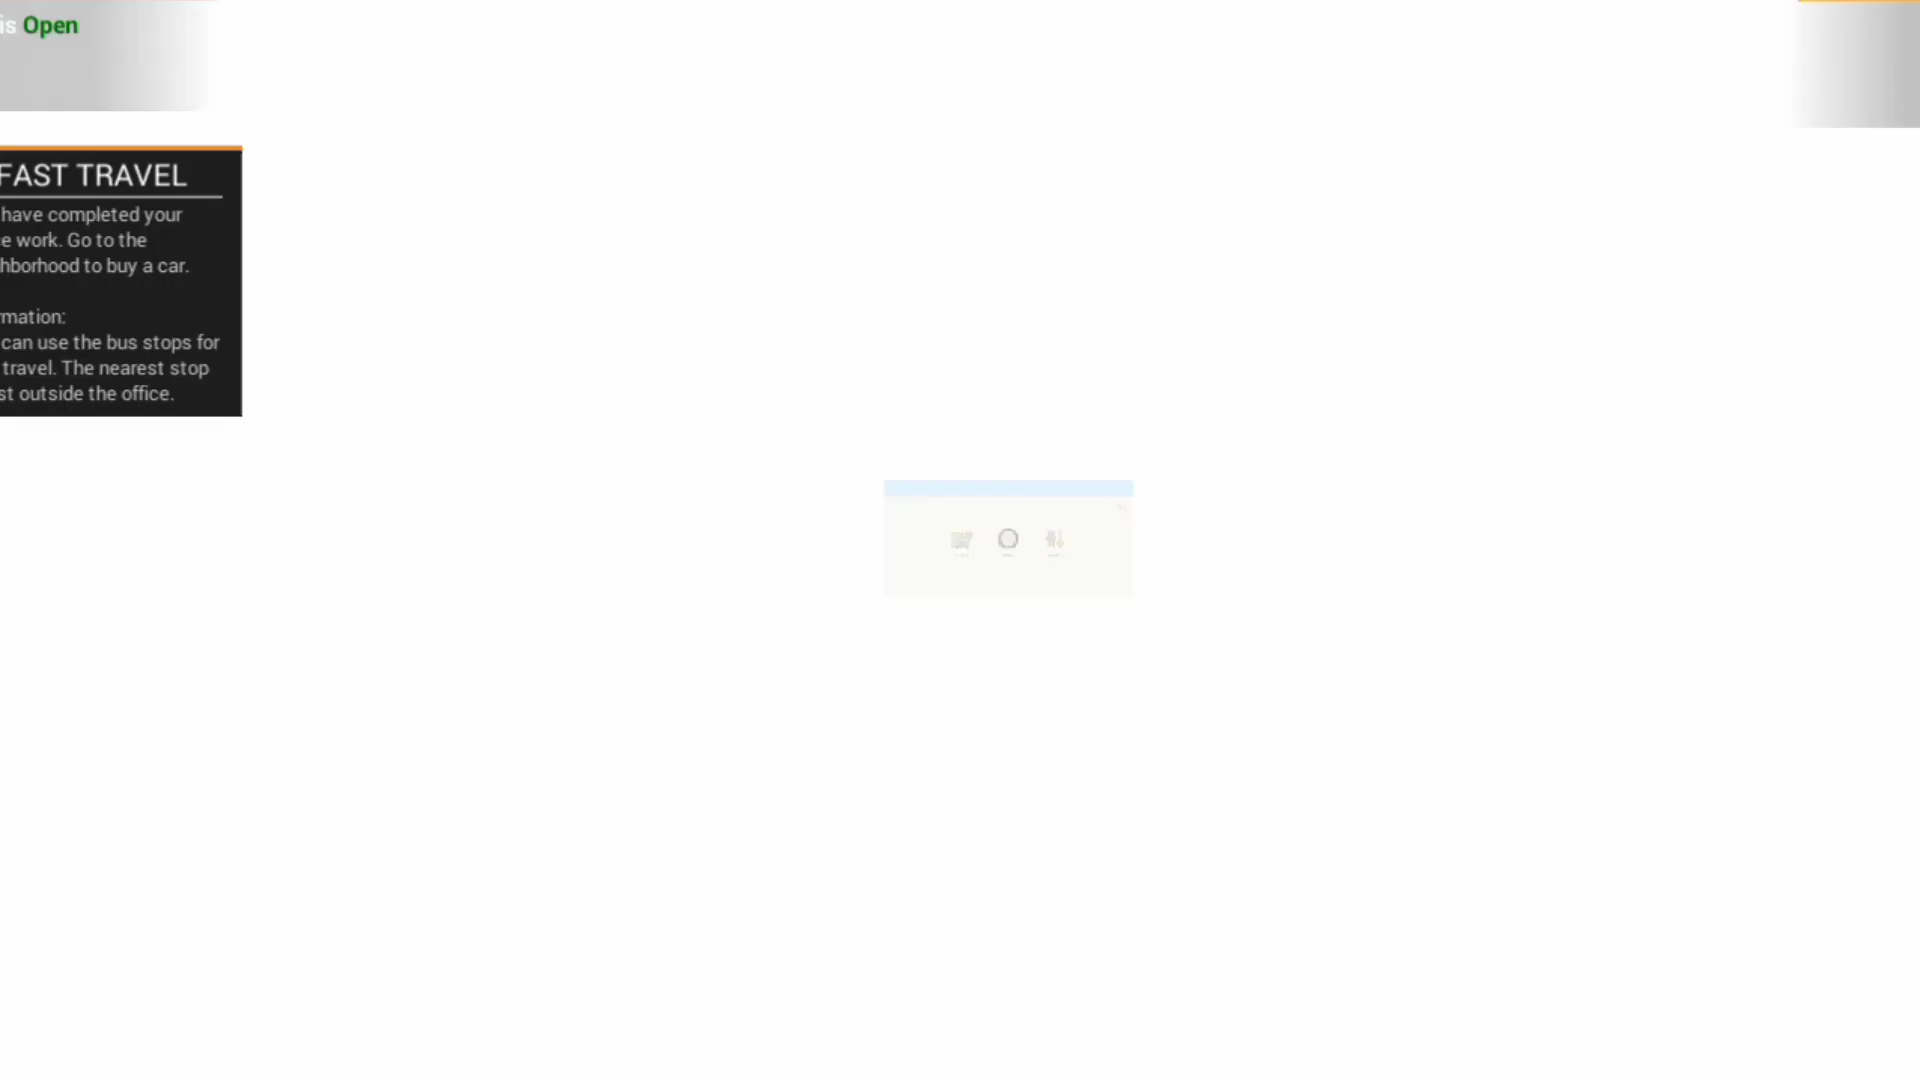 is Open
FAST TRAVEL
have completed your
e work. Go to the
hborhood to buy a car.
rmation:
can use the bus stops for
travel. The nearest stop
st outside the office.